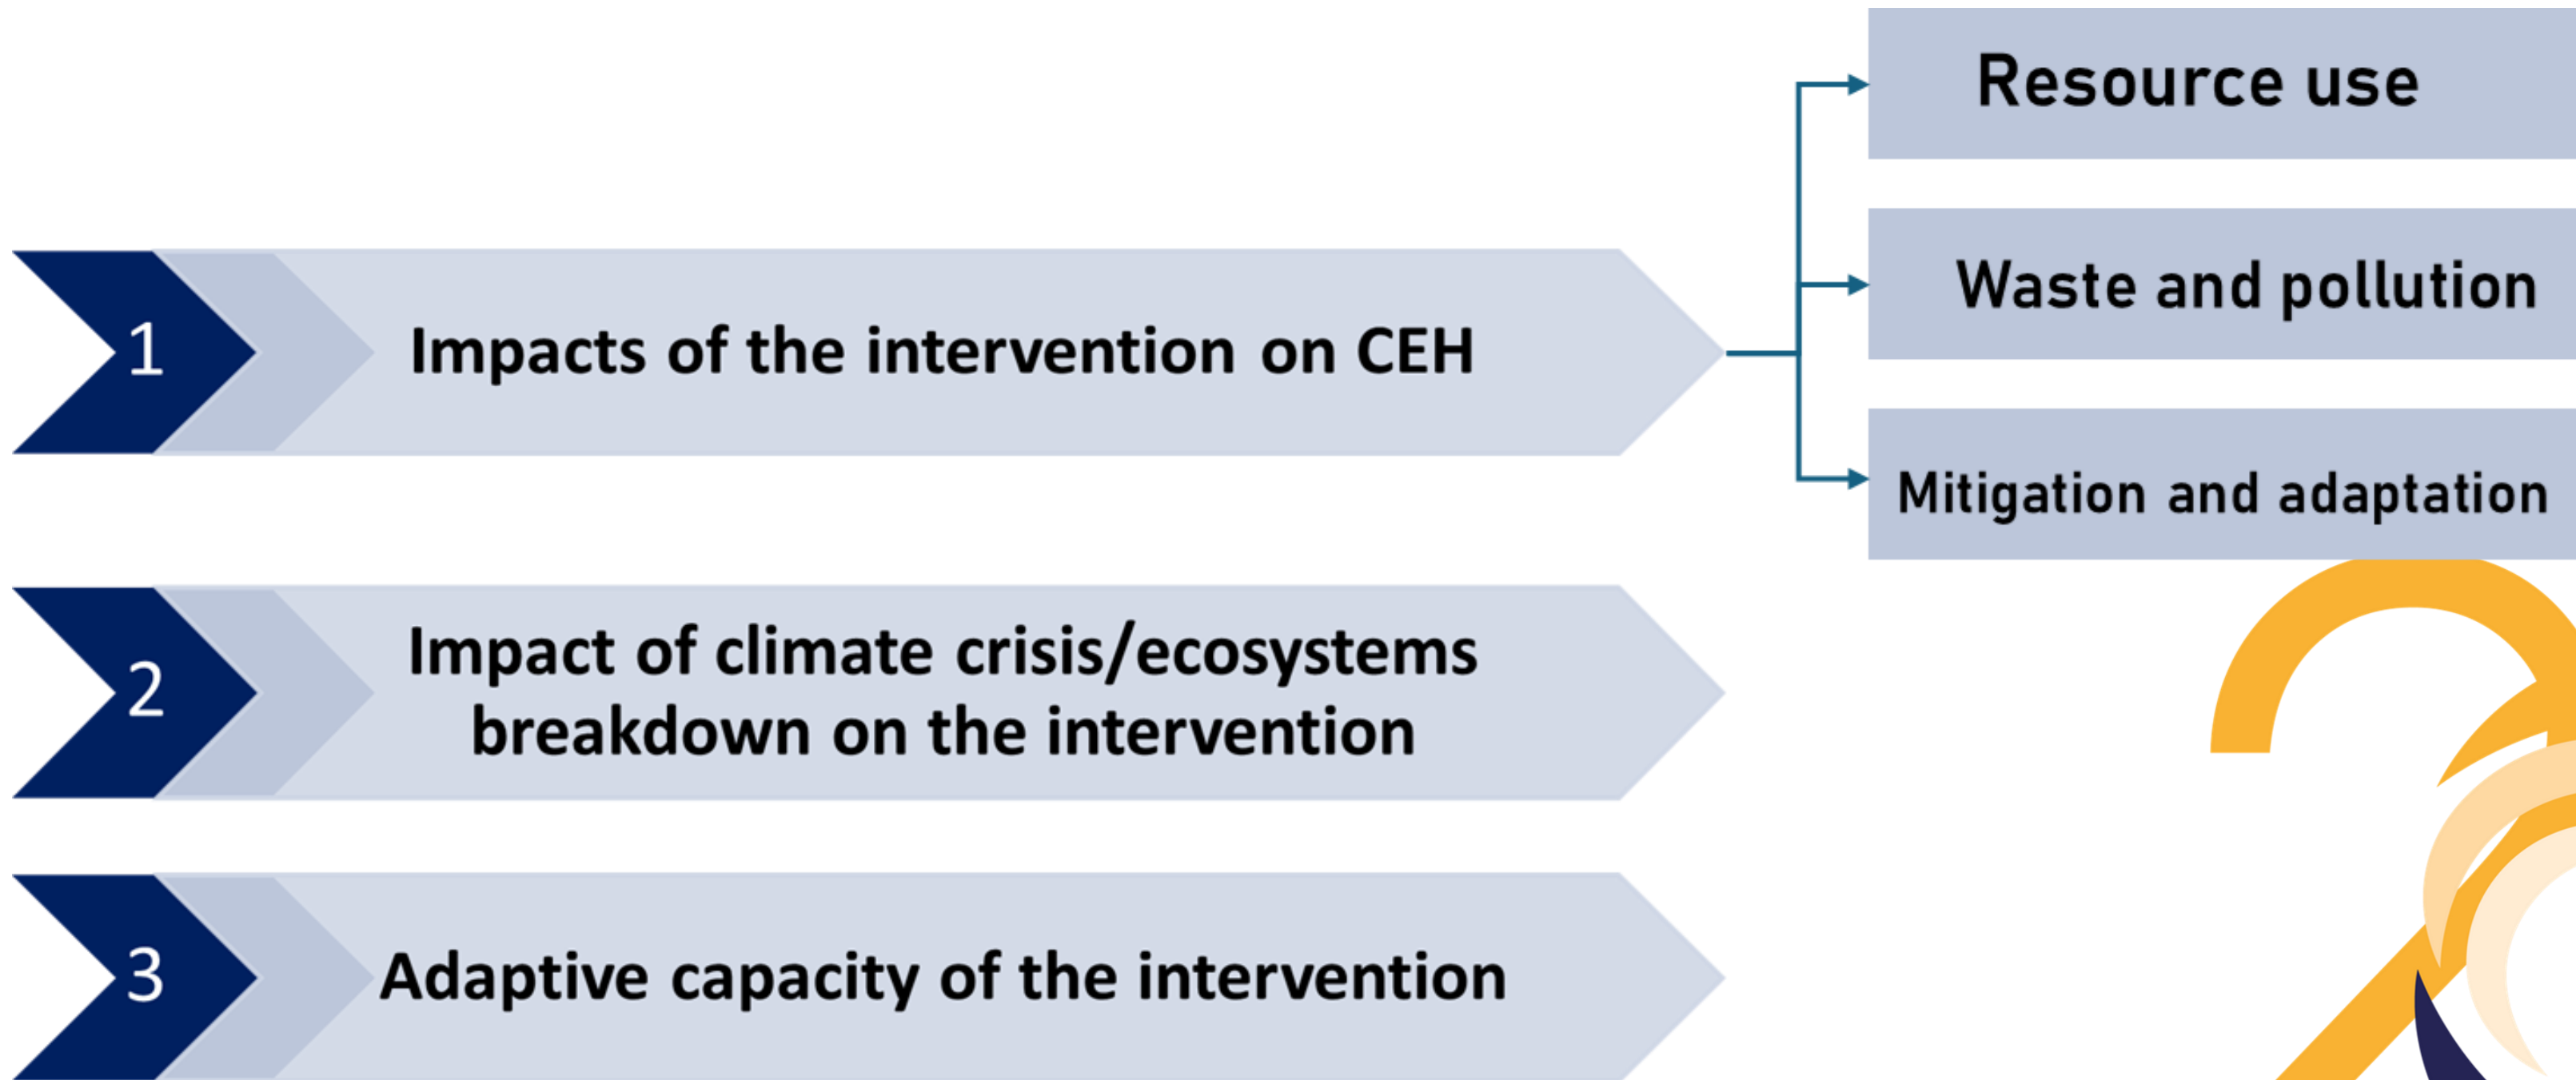 1
Impacts of the intervention on CEH
Resource use
Waste and pollution
Mitigation and adaptation
2
Impact of climate crisis/ecosystems
breakdown on the intervention
3
Adaptive capacity of the intervention